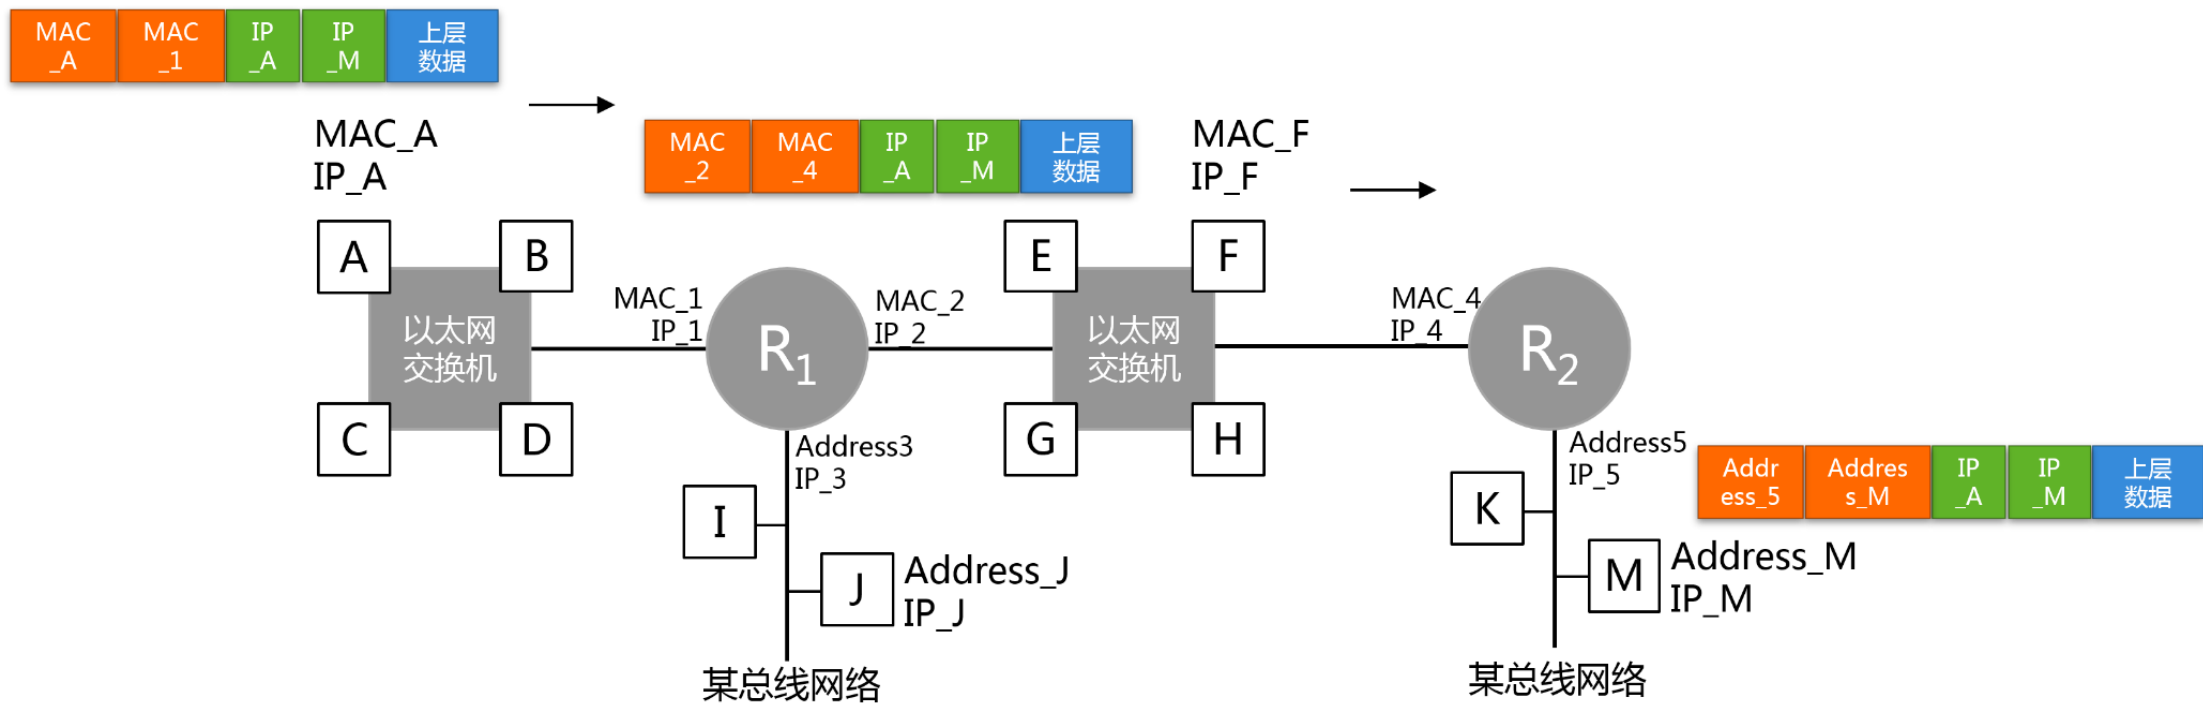 MAC
_A
MAC
_1
IP
_A
IP
_M
上层
数据
MAC_A
IP_A
MAC
_2
MAC
_4
IP
_A
IP
_M
上层
数据
MAC_F
IP_F
A
B
E
F
以太网
交换机
MAC_1
IP_1
R1
MAC_2
IP_2
以太网
交换机
MAC_4
IP_4
R2
C
D
G
H
Address3
IP_3
Address5
IP_5
Addr
ess_5
Addres
s_M
IP
_A
IP
_M
上层
数据
I
K
J
Address_J
IP_J
M
Address_M
IP_M
某总线网络
某总线网络